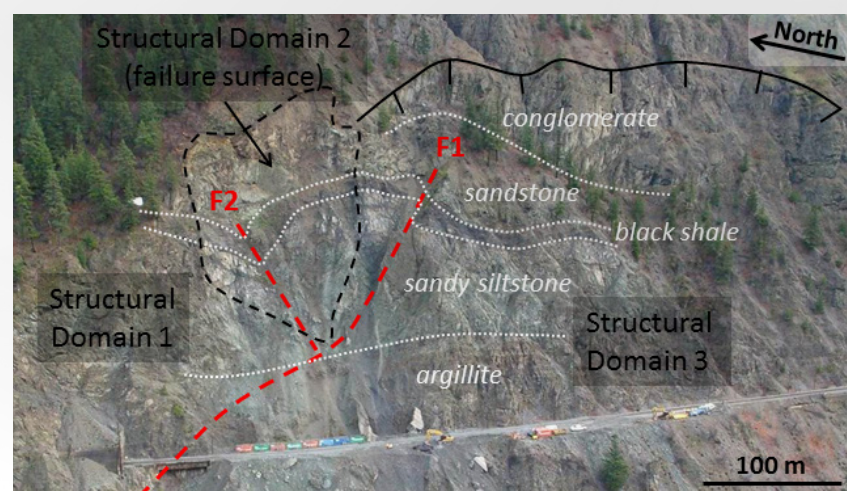 Structural Domain 2
(failure surface)
North
conglomerate
F1
sandstone
F2
black shale
sandy siltstone
Structural
Domain 1
Structural
Domain 3
argillite
100 m